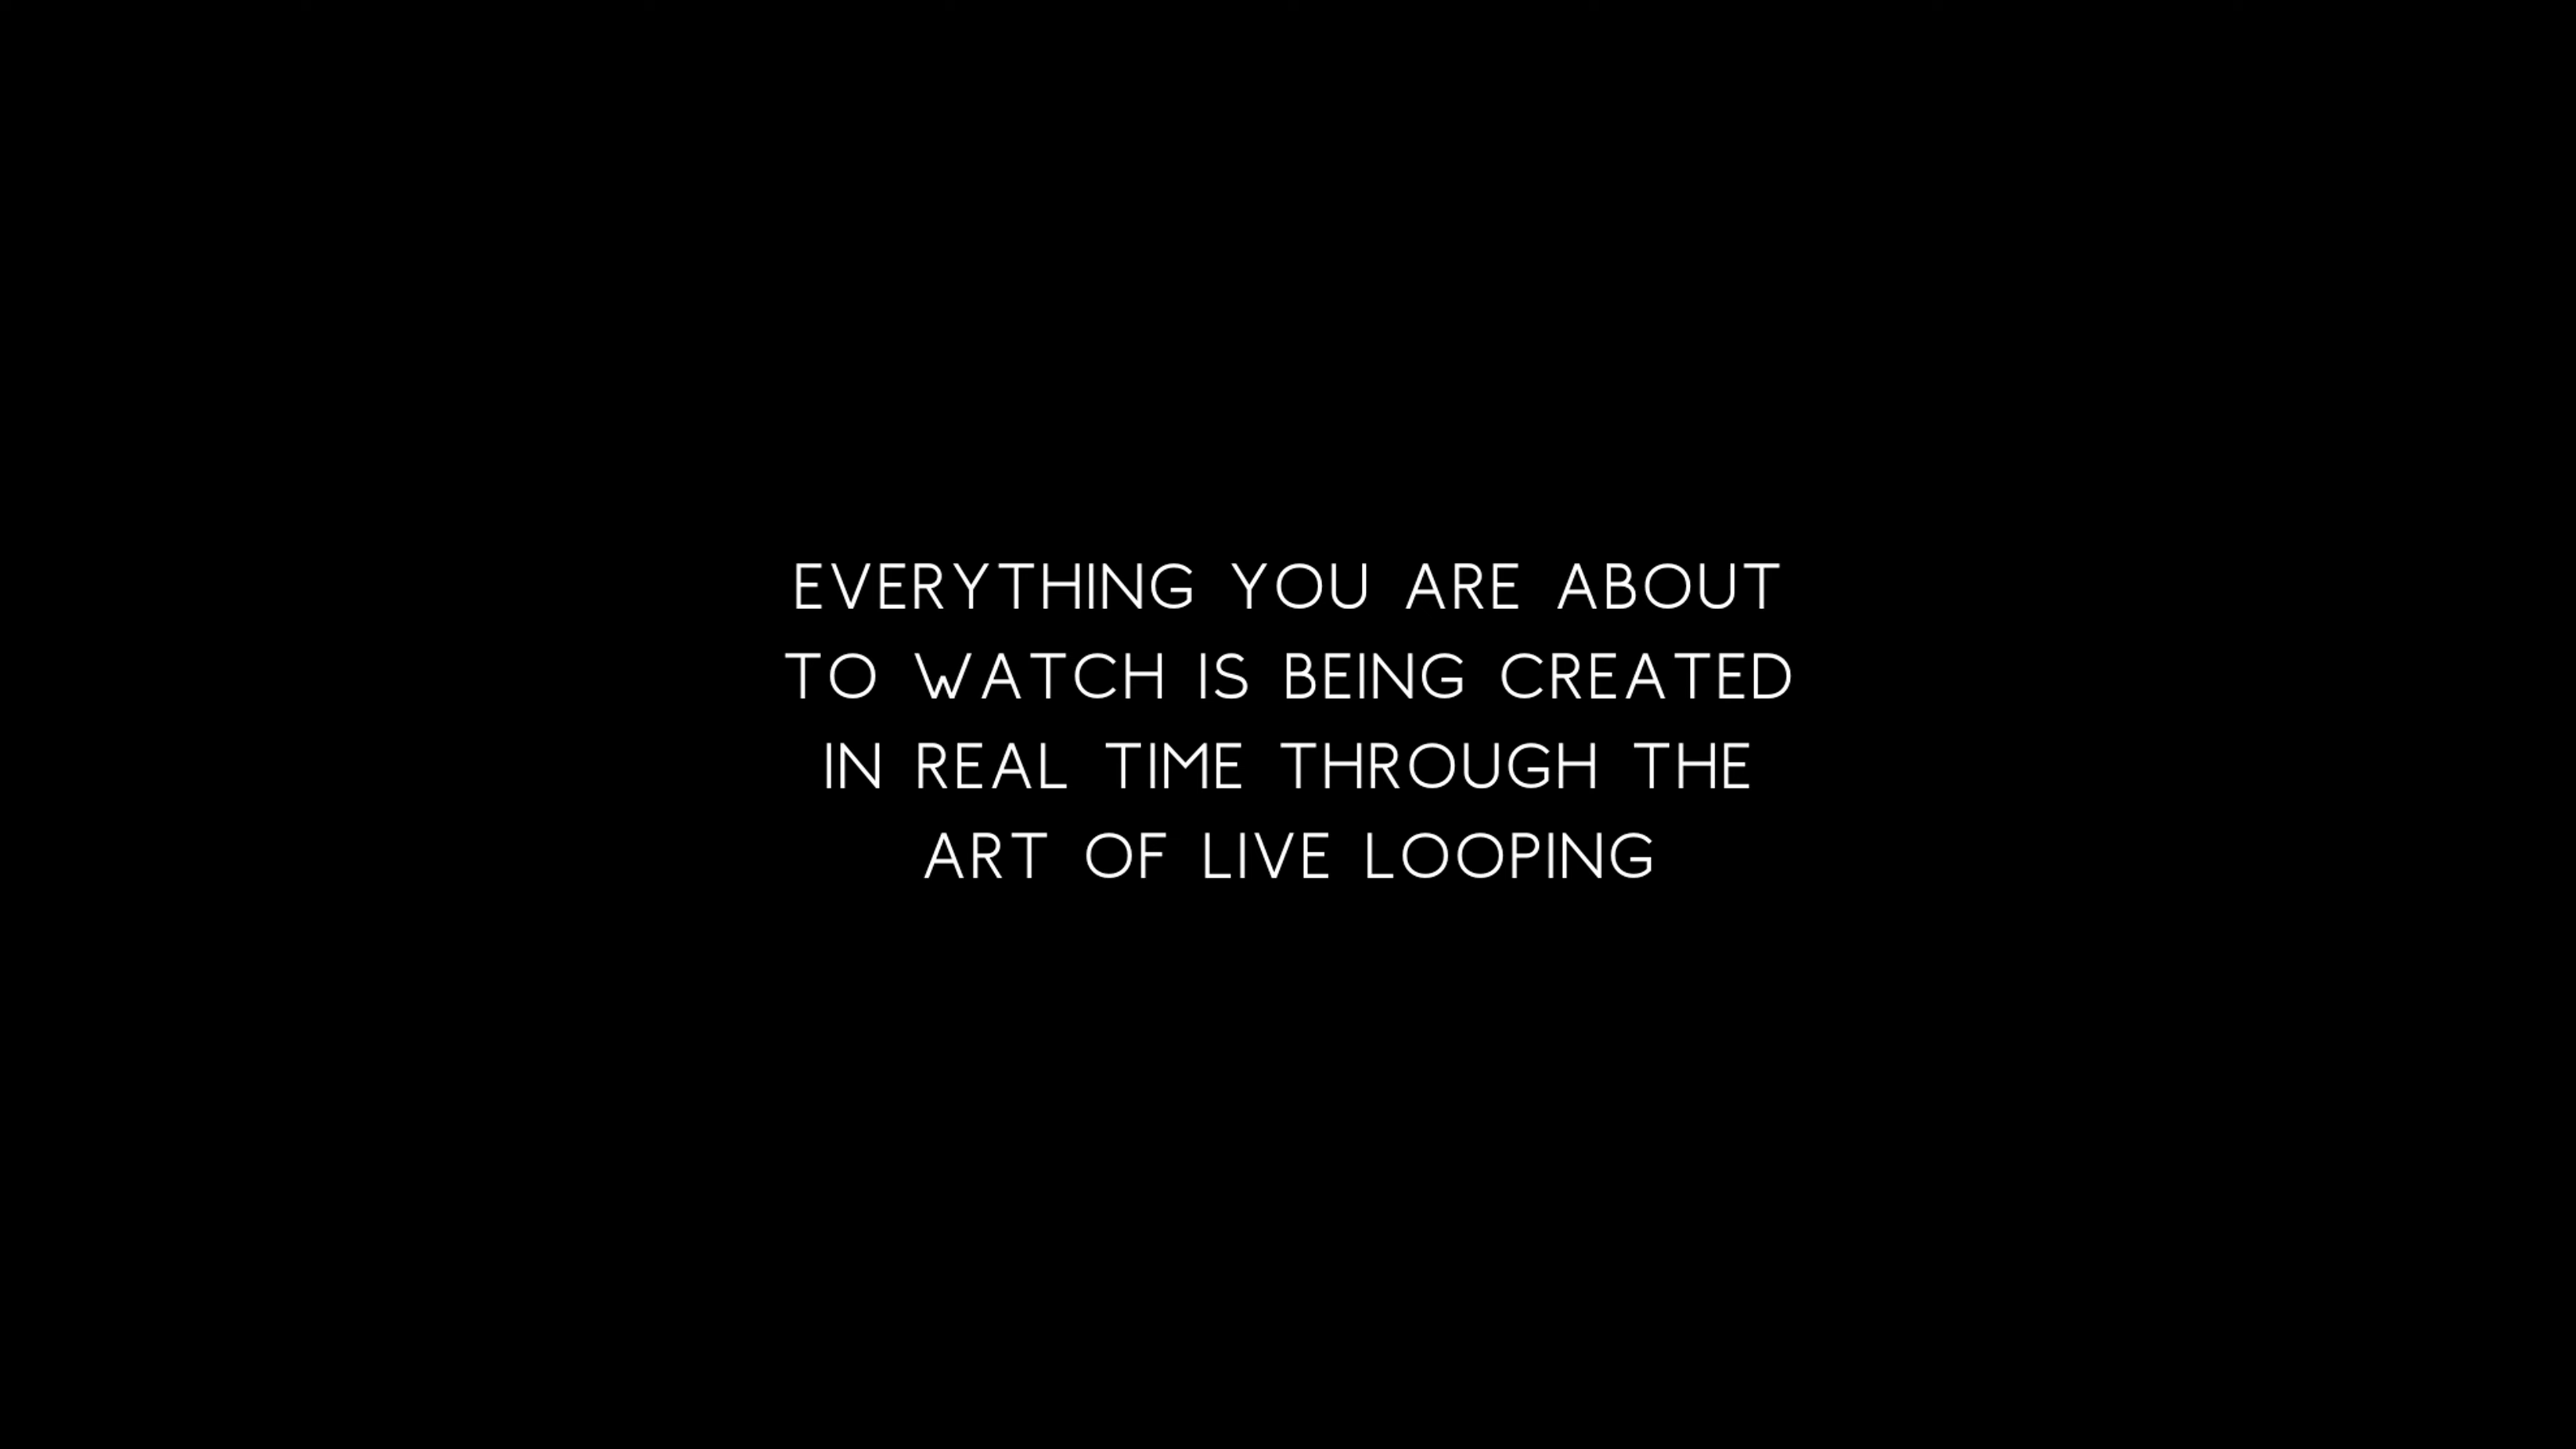 EVERYTHING YOU ARE ABOUT
TO WATCH IS BEING CREATED
IN REAL TIME THROUGH THE
ART OF LIVE LOOPING